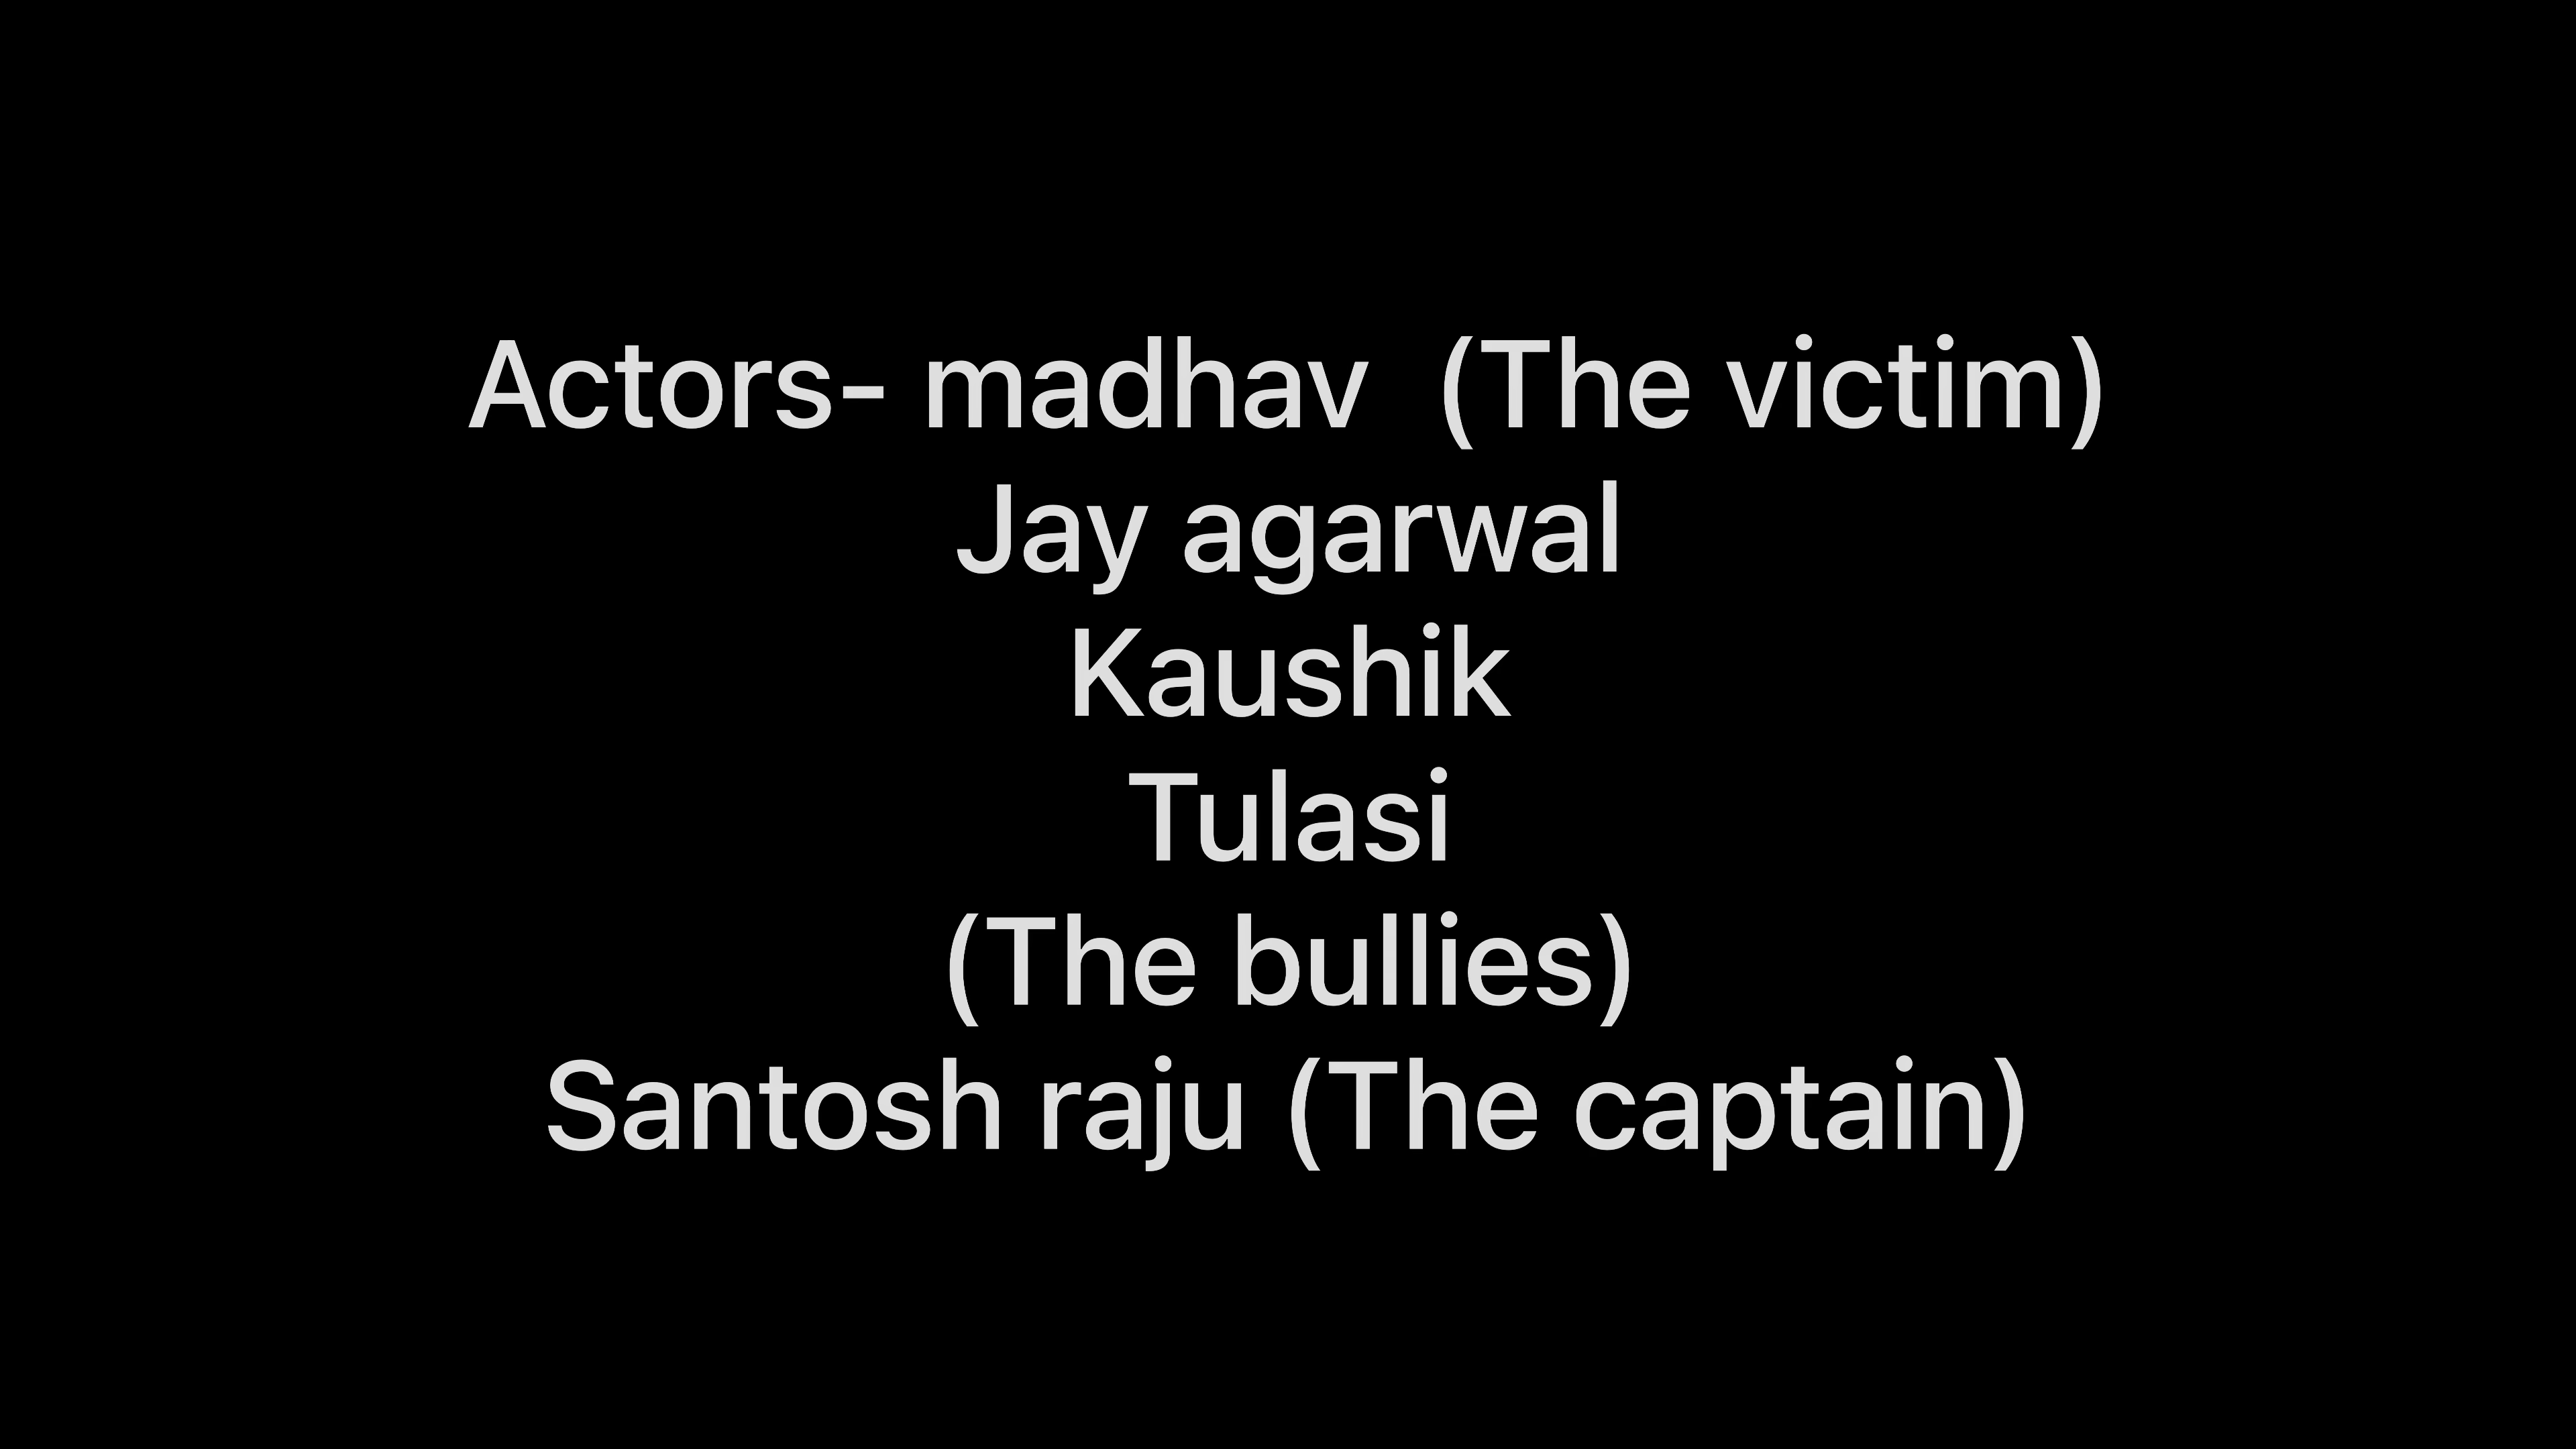 Actors- madhav  (The victim)
Jay agarwal
Kaushik
Tulasi
(The bullies)
Santosh raju (The captain)